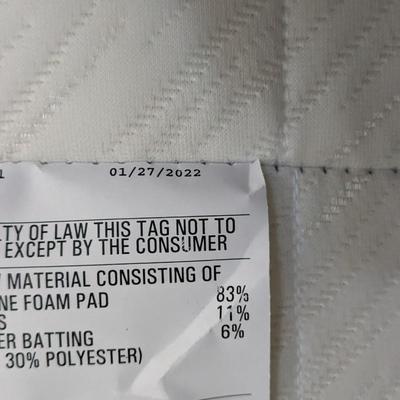 01/27/2022
TY OF LAW THIS TAG NOT TO
EXCEPT BY THE CONSUMER
MATERIAL CONSISTING OF
NE FOAM PAD 83%
S 11%
ER BATTING 6%
30% POLYESTER)